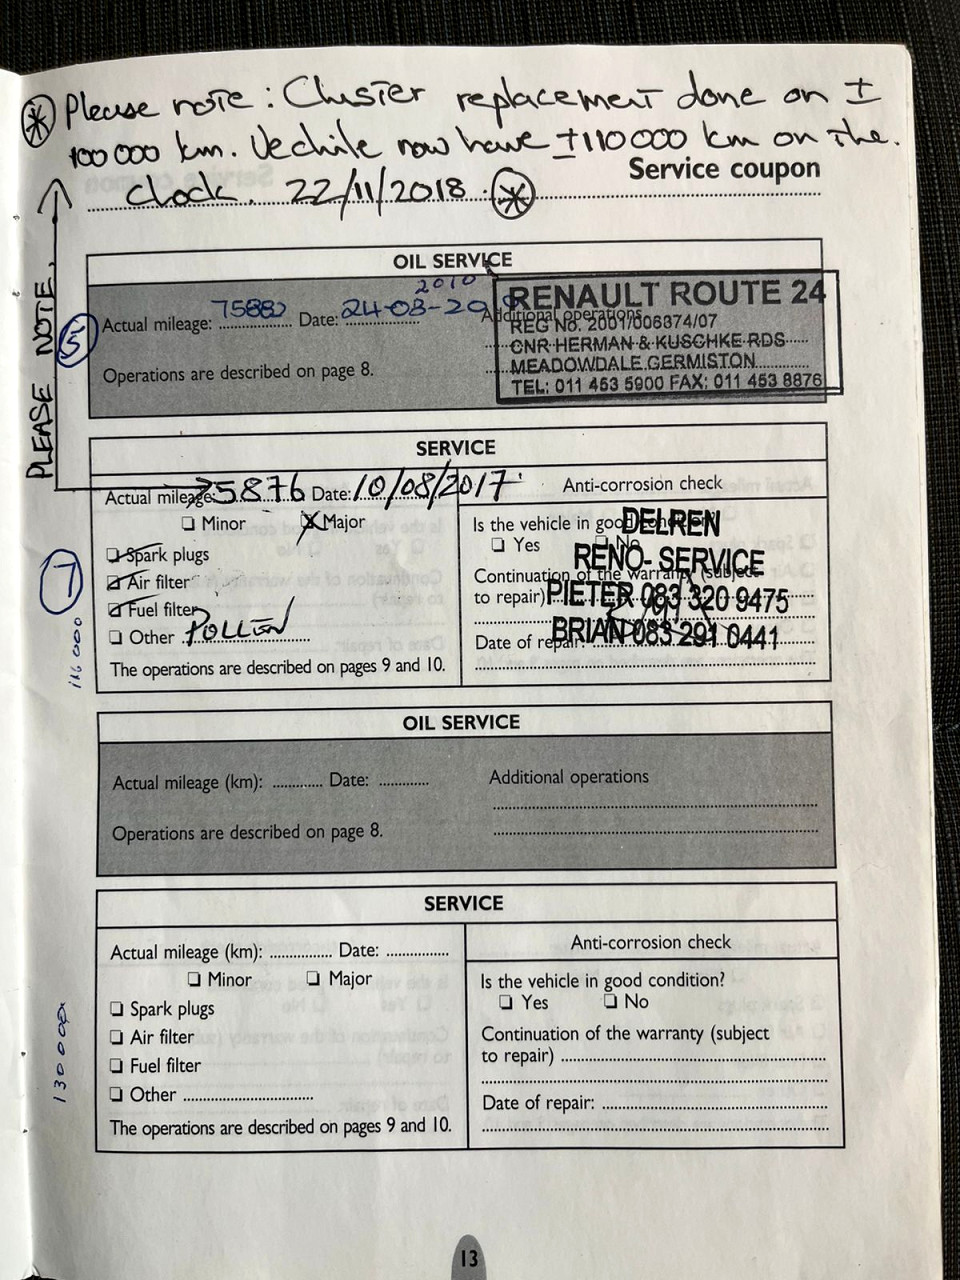 * Please note: Cluster replacement done on ±
100 000 km. Vechile now have ±110 000 km on the.
Service coupon
Clock. 22/11/2018. *
PLEASE NOTE.
OIL SERVICE
2010
Actual mileage: 75882 Date: 24-03-20
Additional operations
Operations are described on page 8.
RENAULT ROUTE 24
REG No. 2001/006374/07
CNR HERMAN & KUSCHKE RDS
MEADOWDALE GERMISTON
TEL: 011 453 5900 FAX: 011 453 8876
5
SERVICE
Actual mileage: 5876 Date: 10/08/2017
Minor Major
Spark plugs
Air filter
Fuel filter
Other POLLEN
The operations are described on pages 9 and 10.
7
116 000
Anti-corrosion check
Is the vehicle in good
Yes No
Continuation of the warranty (subject
to repair)
Date of repair:
DELREN
RENO-SERVICE
PIETER 083 320 9475
BRIAN 083 291 0441
OIL SERVICE
Actual mileage (km): ............ Date: ............
Additional operations
Operations are described on page 8.
SERVICE
Actual mileage (km): ............... Date: ...............
Minor Major
Spark plugs
Air filter
Fuel filter
Other ...............................
The operations are described on pages 9 and 10.
130 000
Anti-corrosion check
Is the vehicle in good condition?
Yes No
Continuation of the warranty (subject
to repair) ...............................
Date of repair: ...............................
13